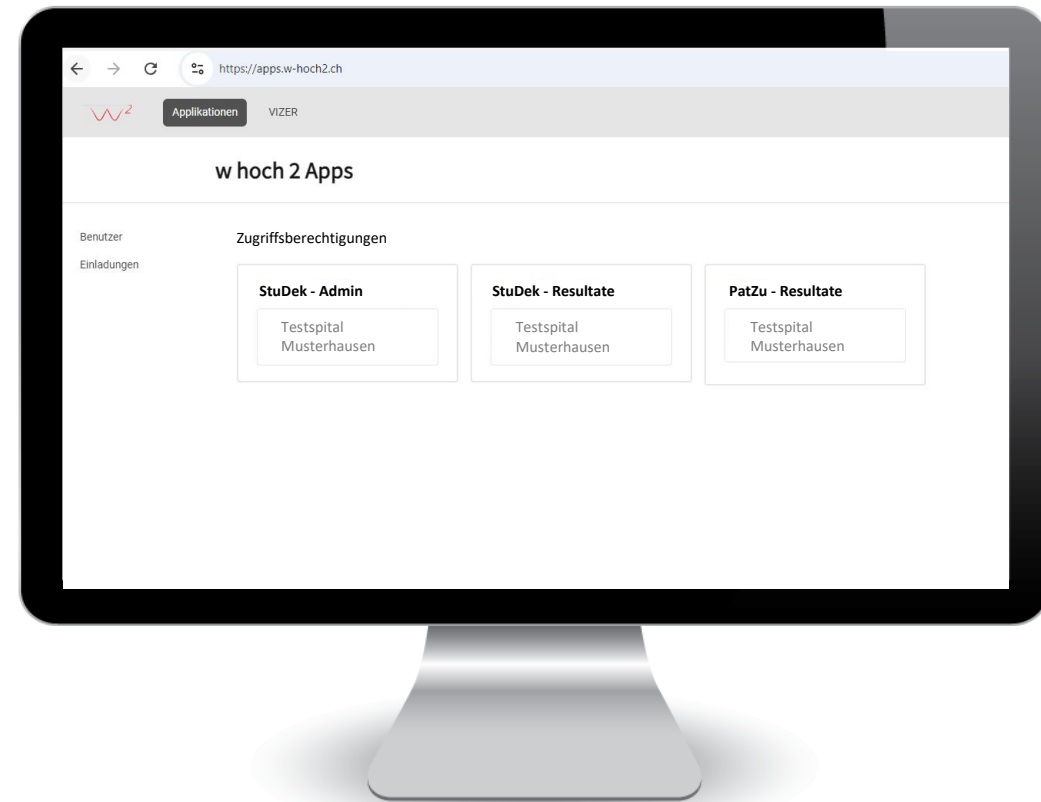 https://apps.w-hoch2.ch
W2 Applikationen VIZER
w hoch 2 Apps
Benutzer
Einladungen
Zugriffsberechtigungen
StuDek - Admin
Testspital
Musterhausen
StuDek - Resultate
Testspital
Musterhausen
PatZu - Resultate
Testspital
Musterhausen